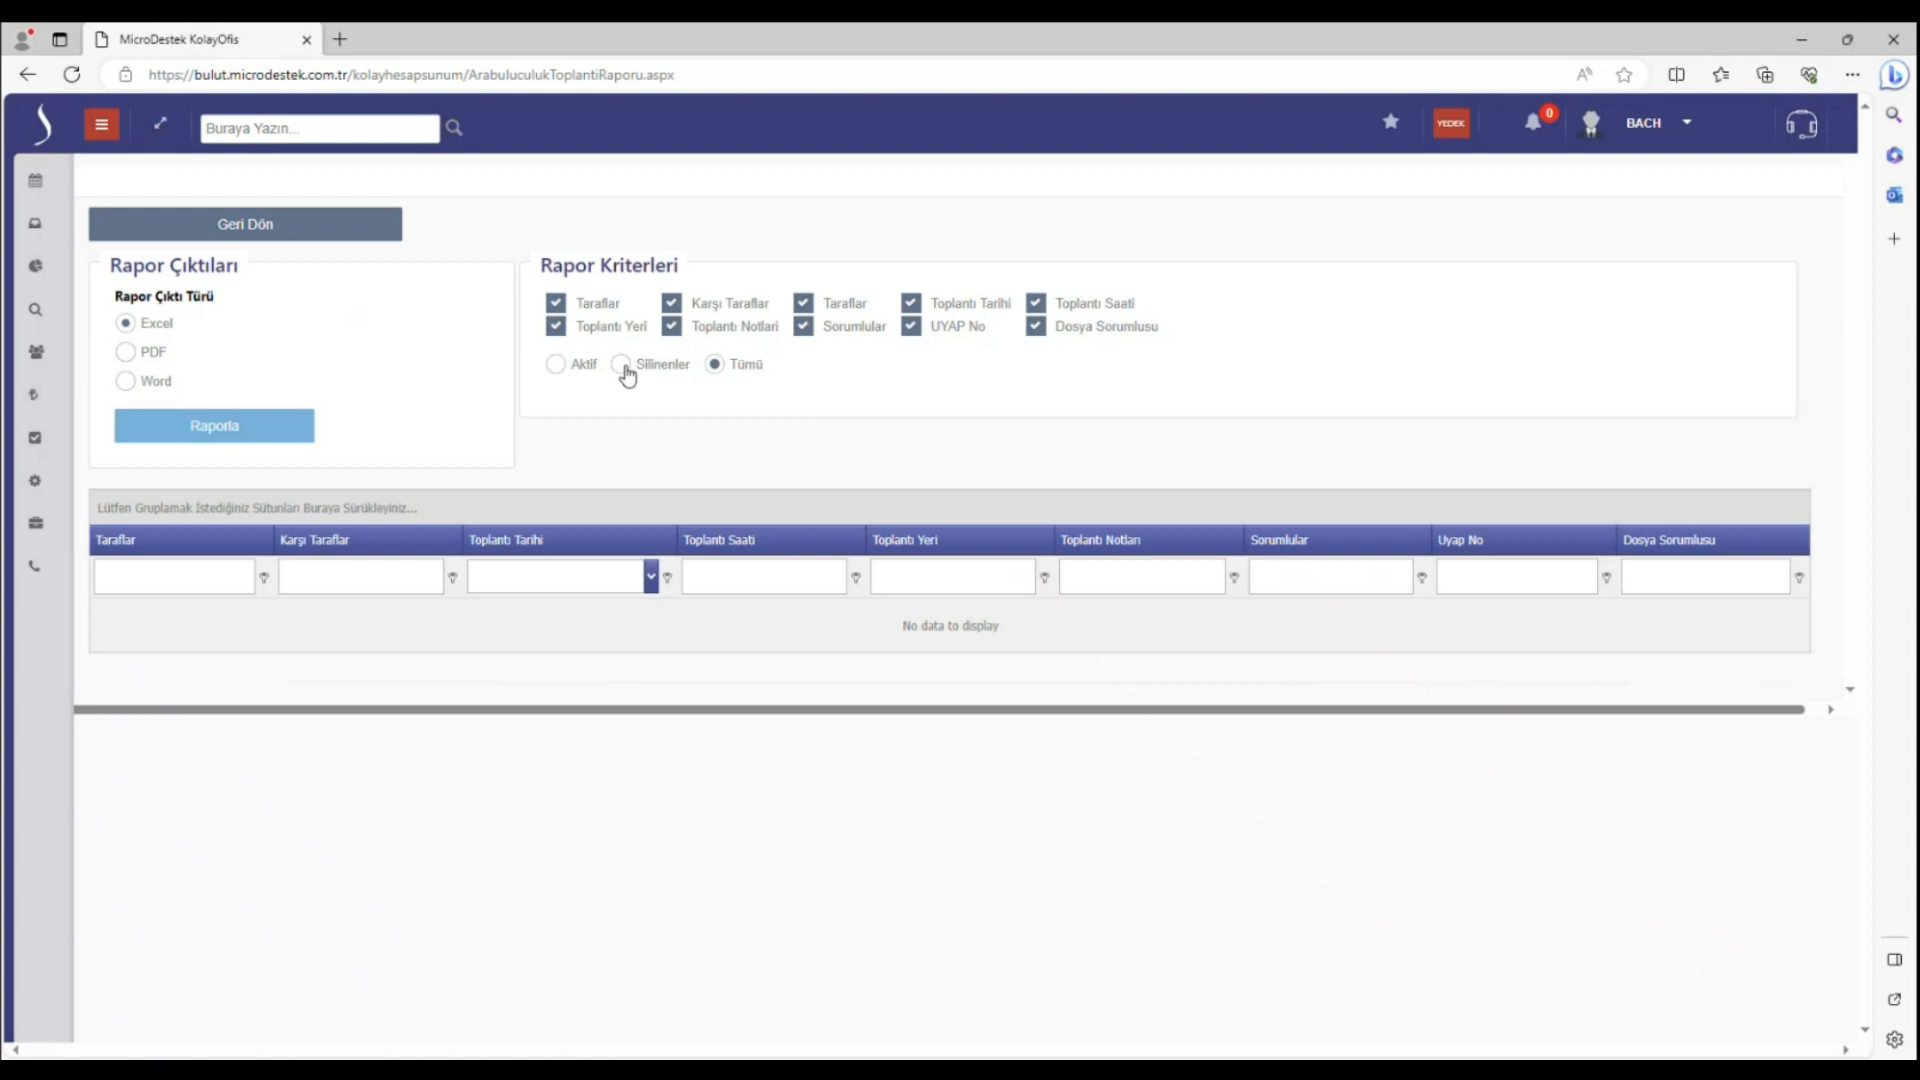 MicroDestek KolayOfis
https://bulut.microdestek.com.tr/kolayhesapsunum/ArabuluculukToplantiRaporu.aspx
Buraya Yazın...
YEDEK
0
BACH
Geri Dön
Rapor Çıktıları
Rapor Çıktı Türü
Excel
PDF
Word
Raporla
Rapor Kriterleri
Taraflar Karşı Taraflar Taraflar Toplantı Tarihi Toplantı Saati
Toplantı Yeri Toplantı Notlari Sorumlular UYAP No Dosya Sorumlusu
Aktif Silinenler Tümü
Lütfen Gruplamak İstediğiniz Sütunları Buraya Sürükleyiniz...
Taraflar Karşı Taraflar Toplantı Tarihi Toplantı Saati Toplantı Yeri Toplantı Notları Sorumlular Uyap No Dosya Sorumlusu
No data to display